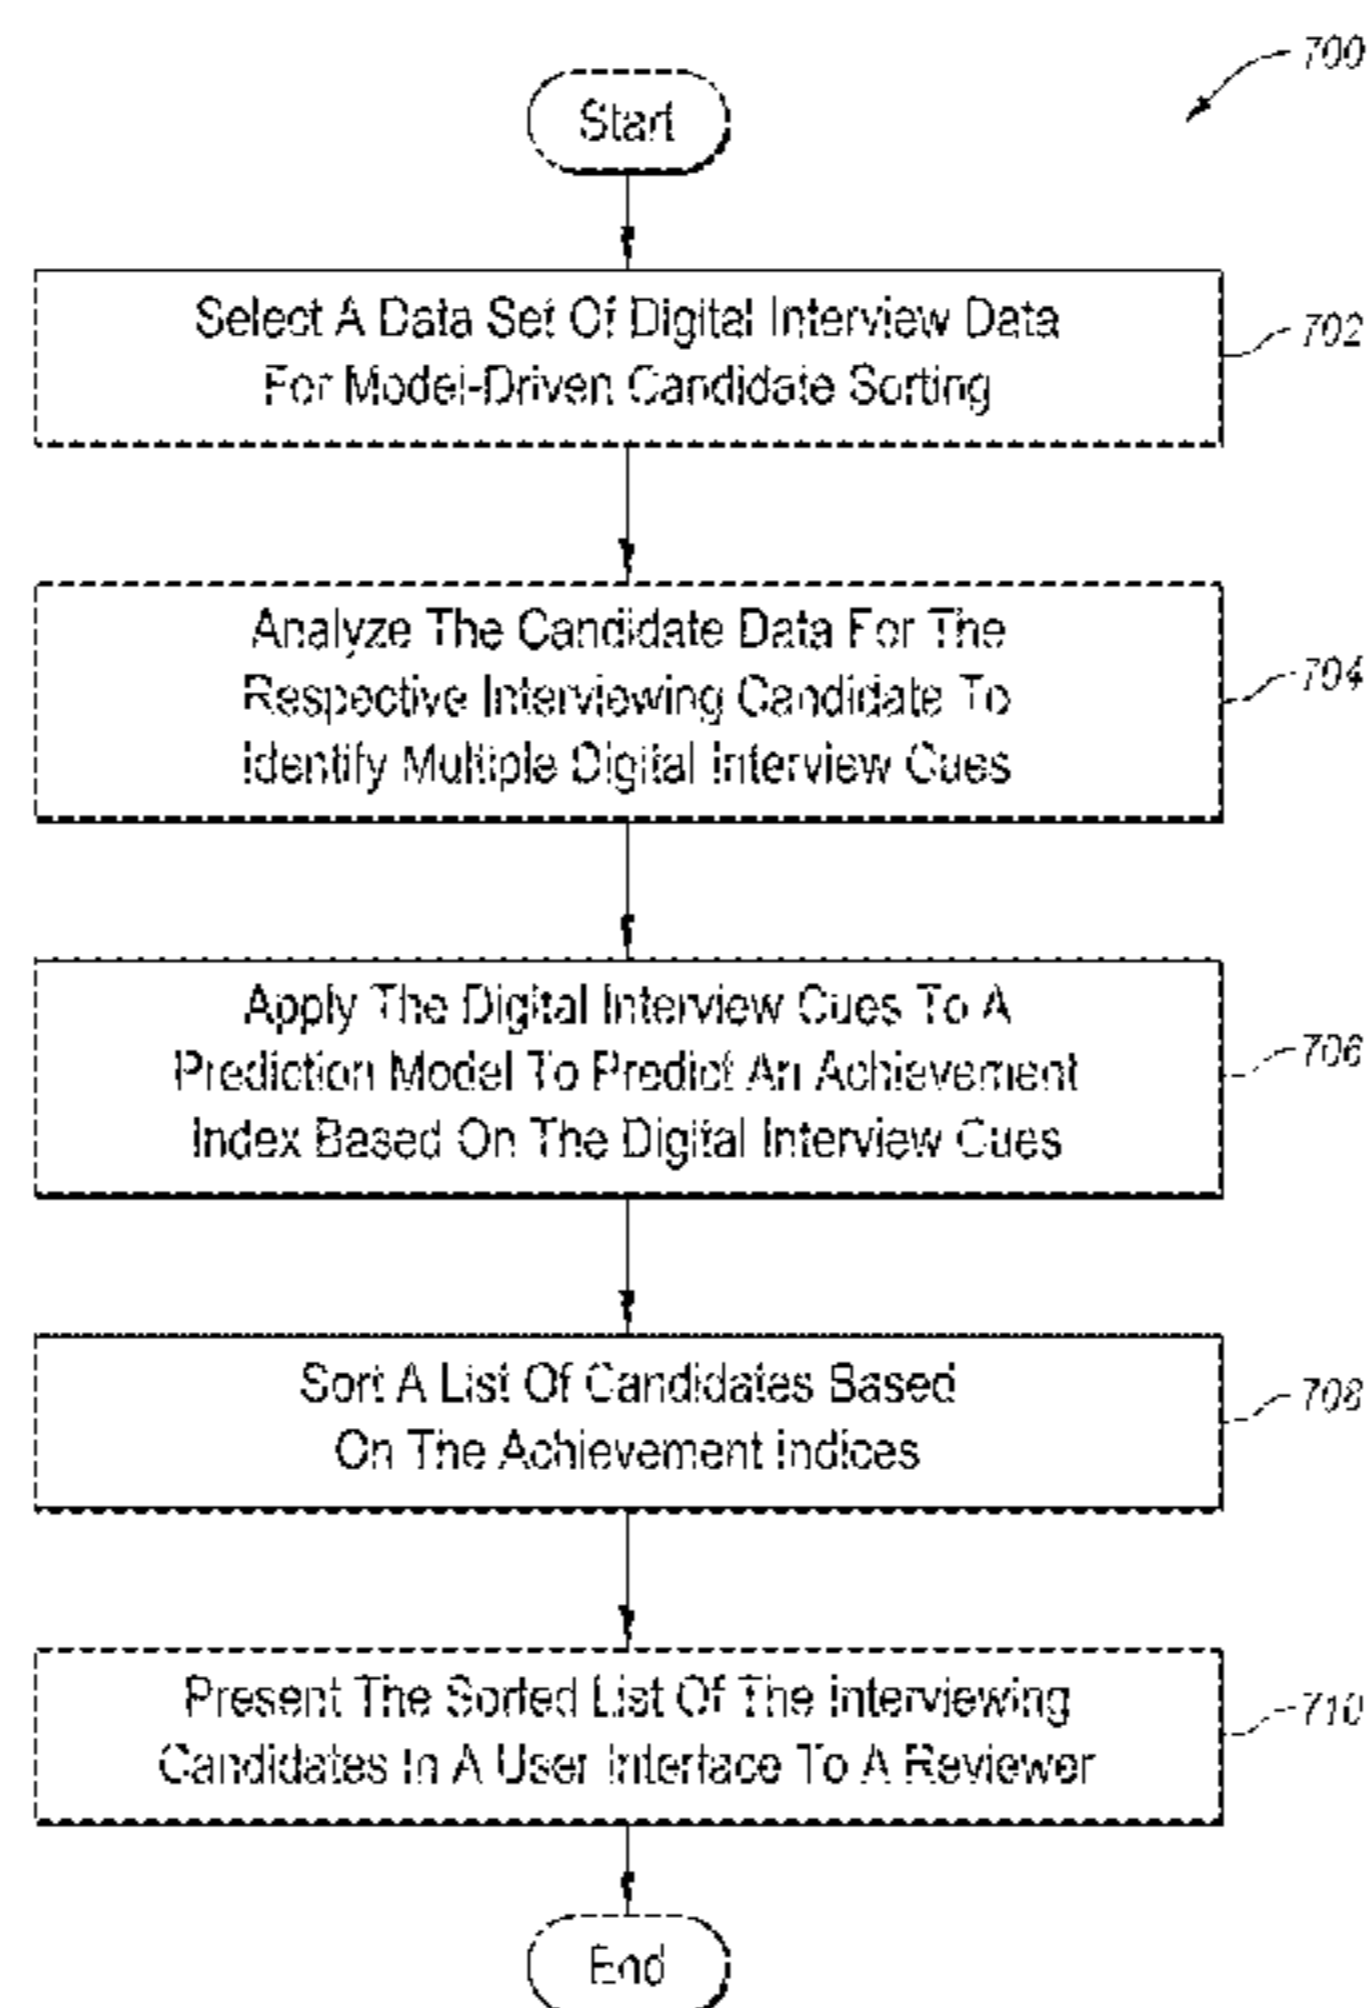 700
Start
Select A Data Set Of Digital Interview Data
For Model-Driven Candidate Sorting
702
Analyze The Candidate Data For The
Respective Interviewing Candidate To
Identify Multiple Digital Interview Cues
704
Apply The Digital Interview Cues To A
Prediction Model To Predict An Achievement
Index Based On The Digital Interview Cues
706
Sort A List Of Candidates Based
On The Achievement Indices
708
Present The Sorted List Of The Interviewing
Candidates In A User Interface To A Reviewer
710
End